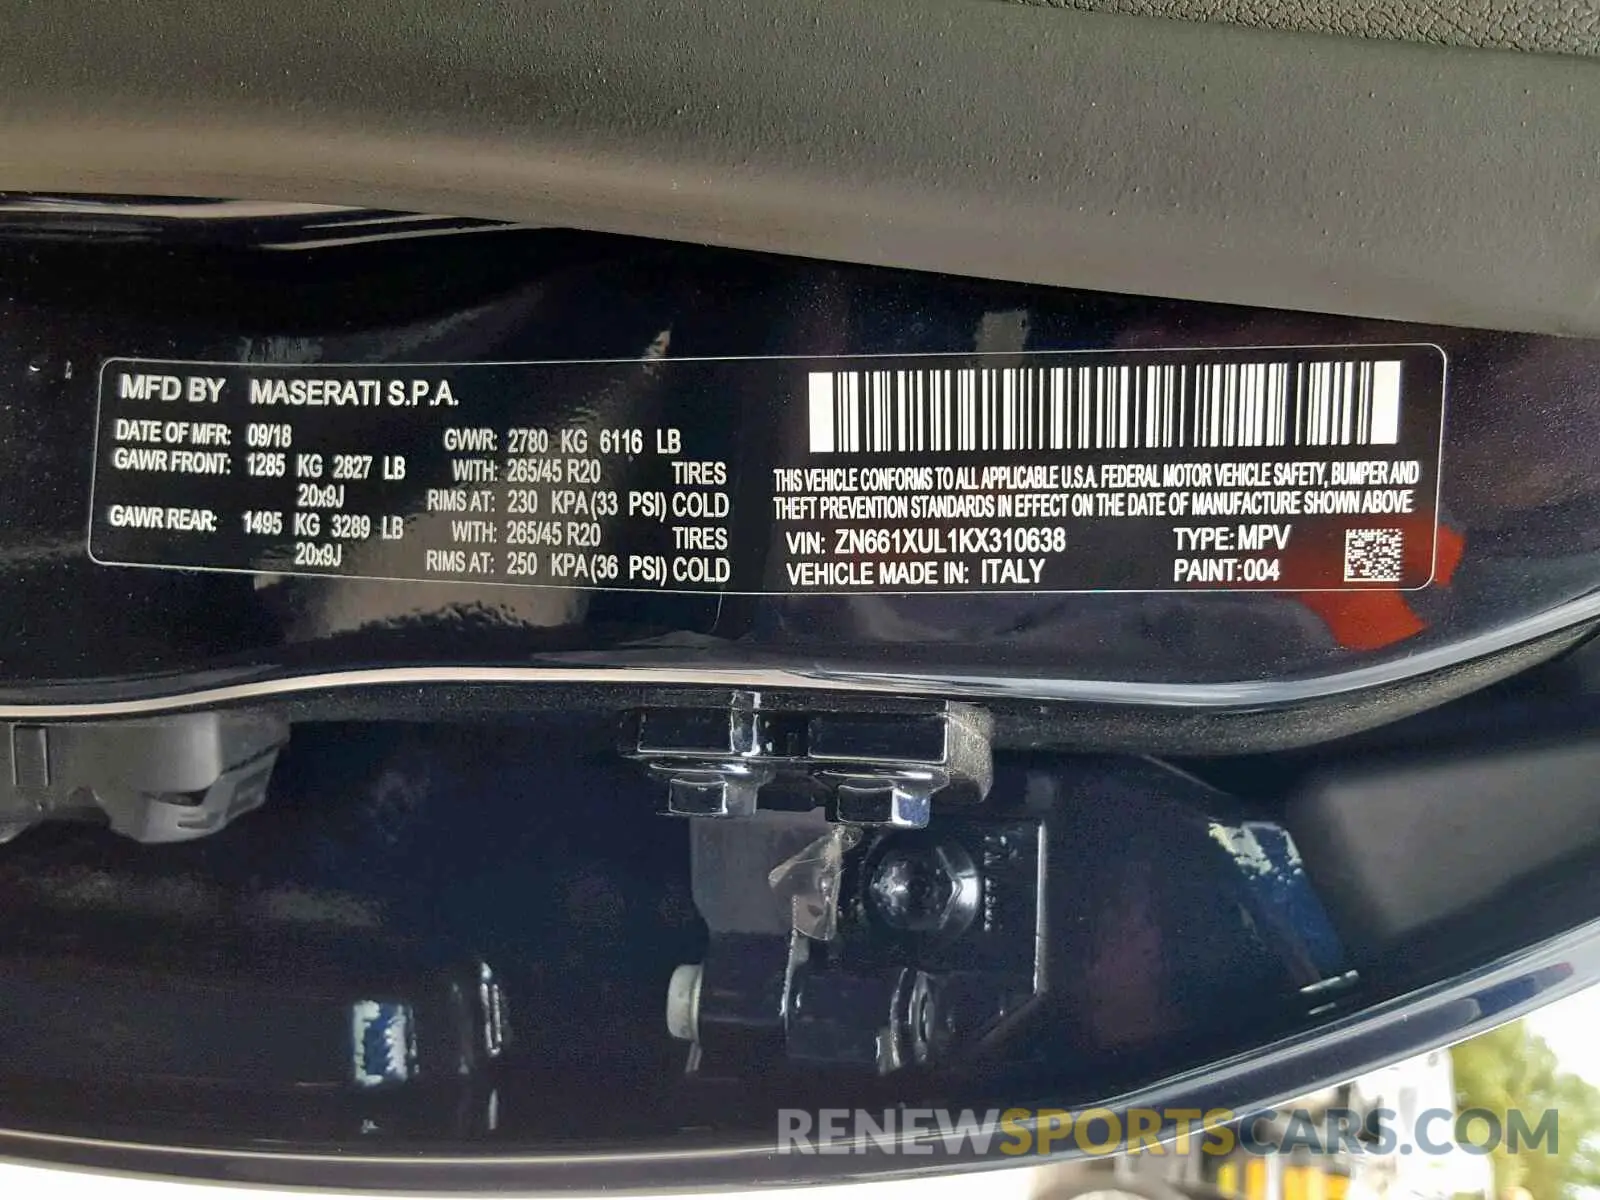 MFD BY MASERATI S.P.A.
DATE OF MFR: 09/18 GVWR: 2780 KG 6116 LB
GAWR FRONT: 1285 KG 2827 LB WITH: 265/45 R20 TIRES
20x9J RIMS AT: 230 KPA(33 PSI) COLD
GAWR REAR: 1495 KG 3289 LB WITH: 265/45 R20 TIRES
20x9J RIMS AT: 250 KPA(36 PSI) COLD
THIS VEHICLE CONFORMS TO ALL APPLICABLE U.S.A. FEDERAL MOTOR VEHICLE SAFETY, BUMPER AND
THEFT PREVENTION STANDARDS IN EFFECT ON THE DATE OF MANUFACTURE SHOWN ABOVE
VIN: ZN661XUL1KX310638 TYPE: MPV
VEHICLE MADE IN: ITALY PAINT:004
RENEWSPORTSCARS.COM